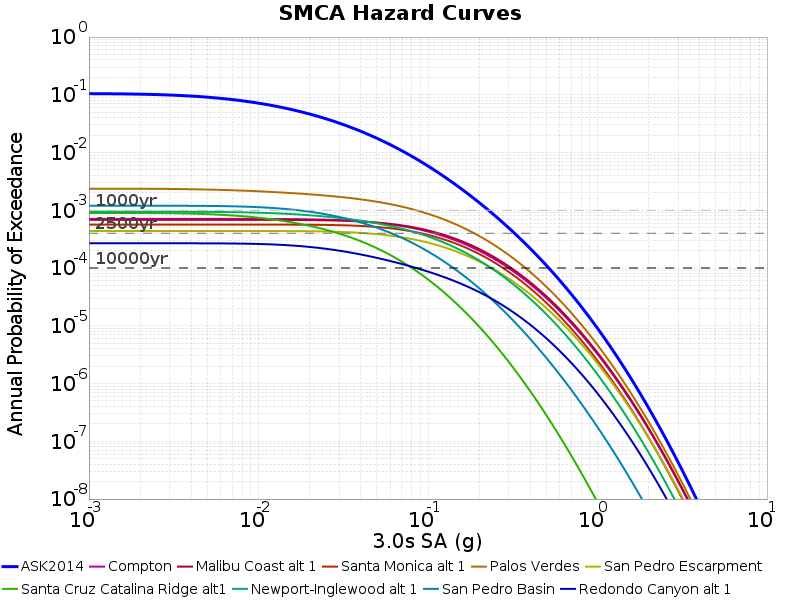 SMCA Hazard Curves
Annual Probability of Exceedance
10^0
10^-1
10^-2
10^-3
10^-4
10^-5
10^-6
10^-7
10^-8
1000yr
2500yr
10000yr
10^-3 10^-2 10^-1 10^0 10^1
3.0s SA (g)
ASK2014 Compton Malibu Coast alt 1 Santa Monica alt 1 Palos Verdes San Pedro Escarpment
Santa Cruz Catalina Ridge alt1 Newport-Inglewood alt 1 San Pedro Basin Redondo Canyon alt 1